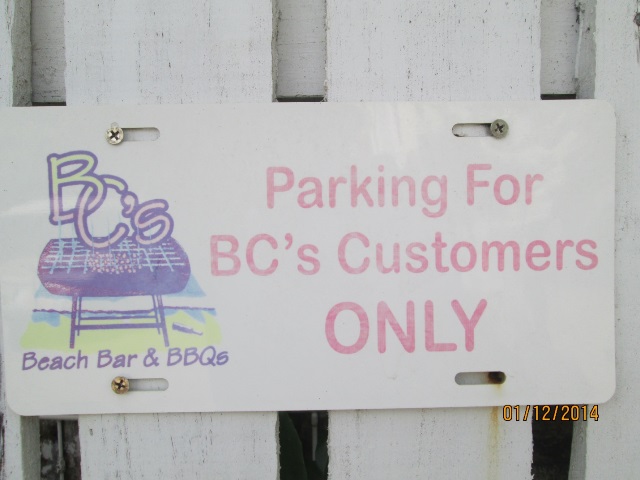 BC's
Beach Bar & BBQs
Parking For
BC's Customers
ONLY
01/12/2014